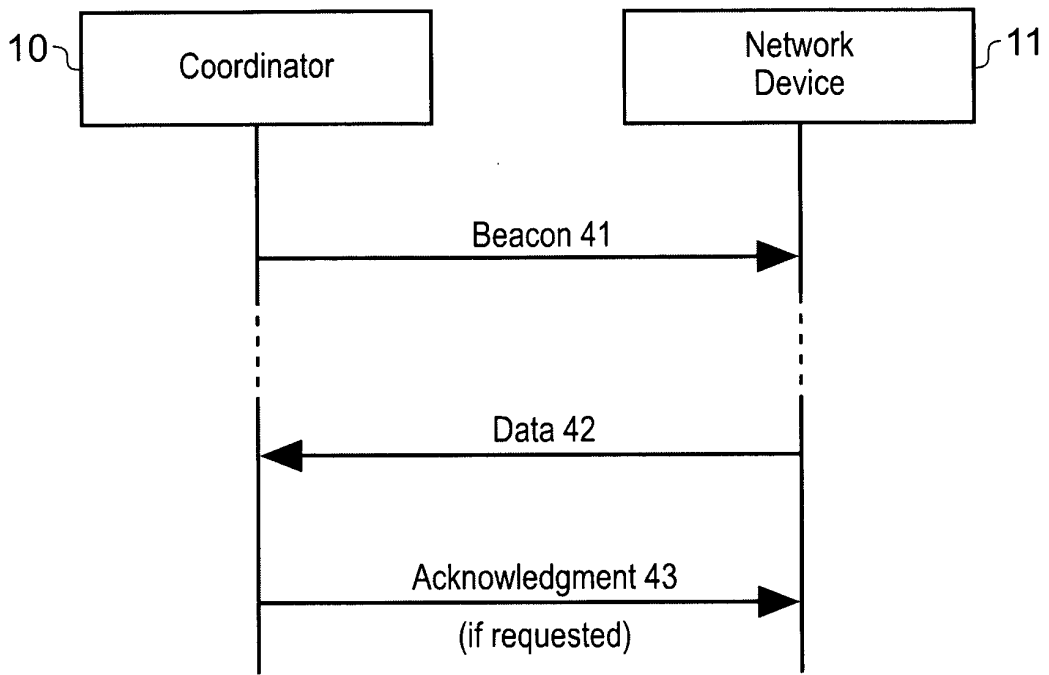 10
Coordinator
Network
Device
11
Beacon 41
Data 42
Acknowledgment 43
(if requested)